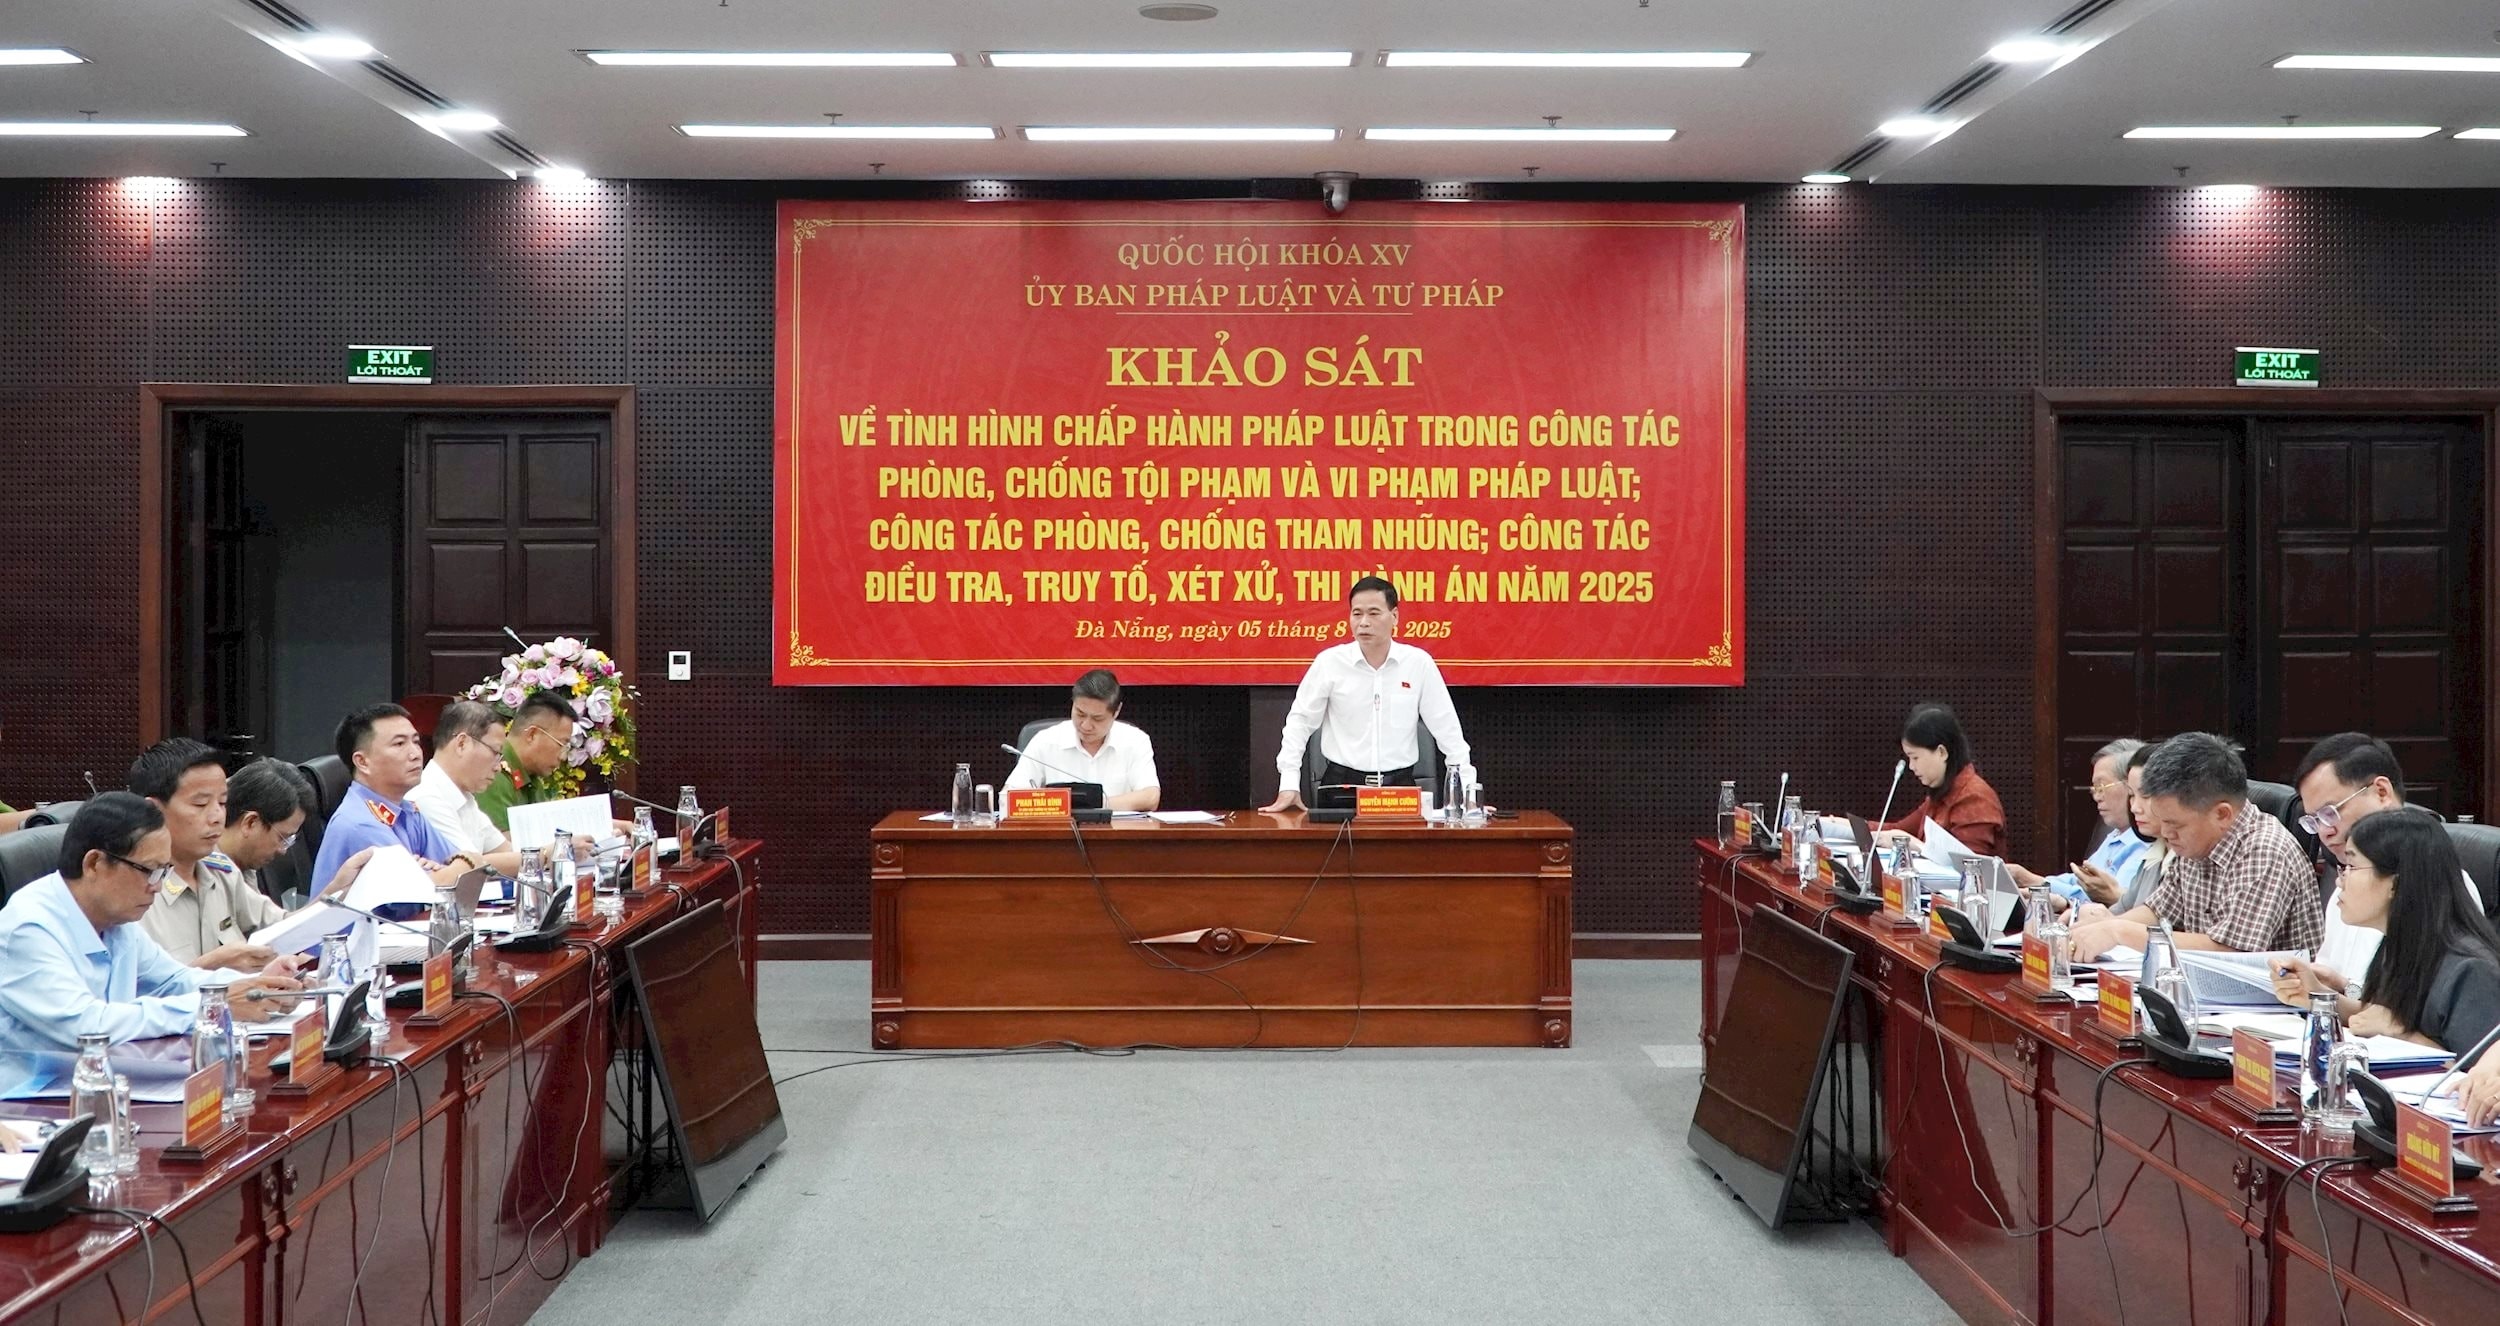 QUỐC HỘI KHÓA XV
ỦY BAN PHÁP LUẬT VÀ TƯ PHÁP
KHẢO SÁT
VỀ TÌNH HÌNH CHẤP HÀNH PHÁP LUẬT TRONG CÔNG TÁC
PHÒNG, CHỐNG TỘI PHẠM VÀ VI PHẠM PHÁP LUẬT;
CÔNG TÁC PHÒNG, CHỐNG THAM NHŨNG; CÔNG TÁC
ĐIỀU TRA, TRUY TỐ, XÉT XỬ, THI HÀNH ÁN NĂM 2025
Đà Nẵng, ngày 05 tháng 8 2025
EXIT
LỐI THOÁT
EXIT
LỐI THOÁT
PHAN THÁI BÌNH
NGUYỄN MẠNH CƯỜNG